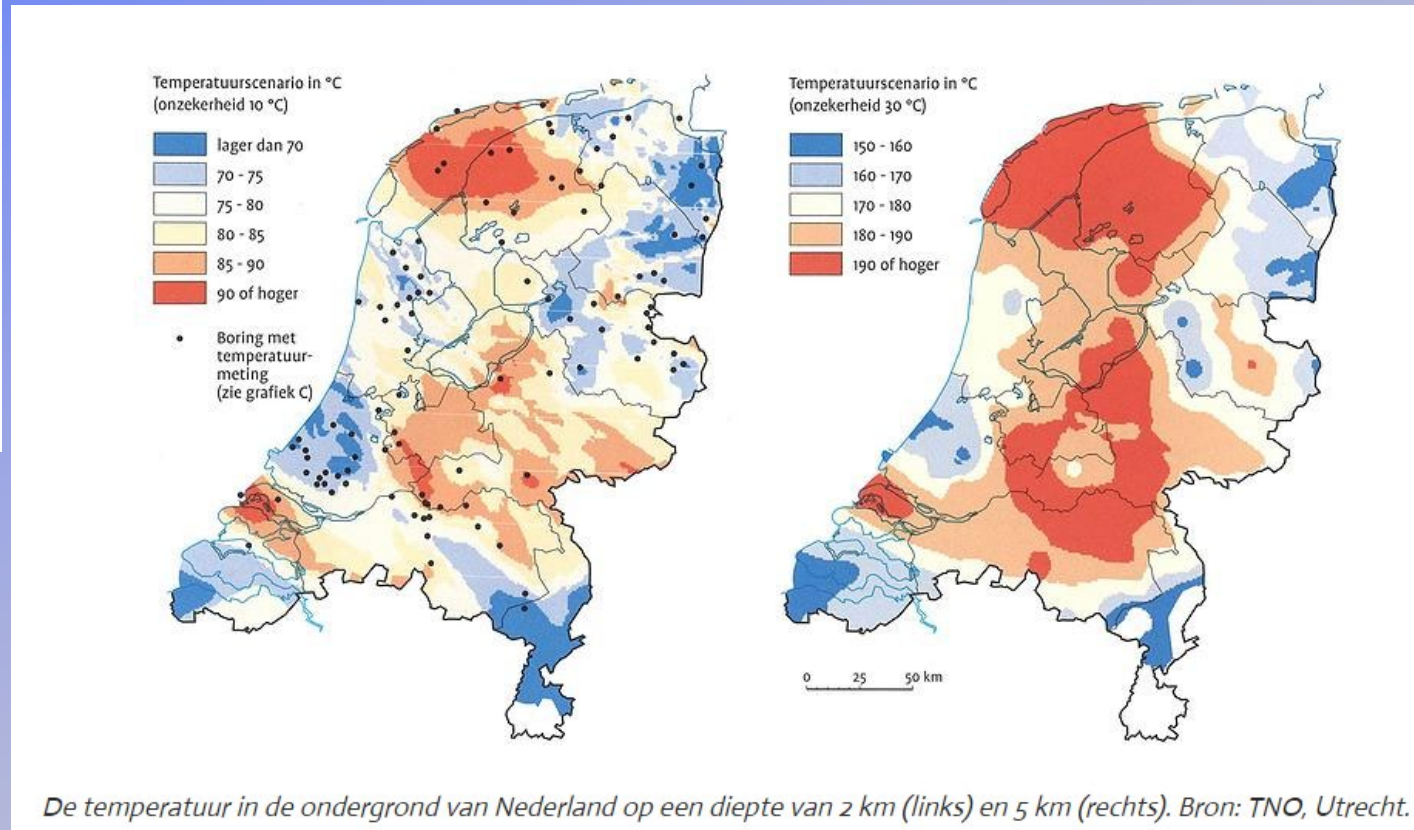 Temperatuurscenario in °C
(onzekerheid 10 °C)
lager dan 70
70 - 75
75 - 80
80 - 85
85 - 90
90 of hoger
Boring met
temperatuur-
meting
(zie grafiek C)
Temperatuurscenario in °C
(onzekerheid 30 °C)
150 - 160
160 - 170
170 - 180
180 - 190
190 of hoger
0 25 50 km
De temperatuur in de ondergrond van Nederland op een diepte van 2 km (links) en 5 km (rechts). Bron: TNO, Utrecht.